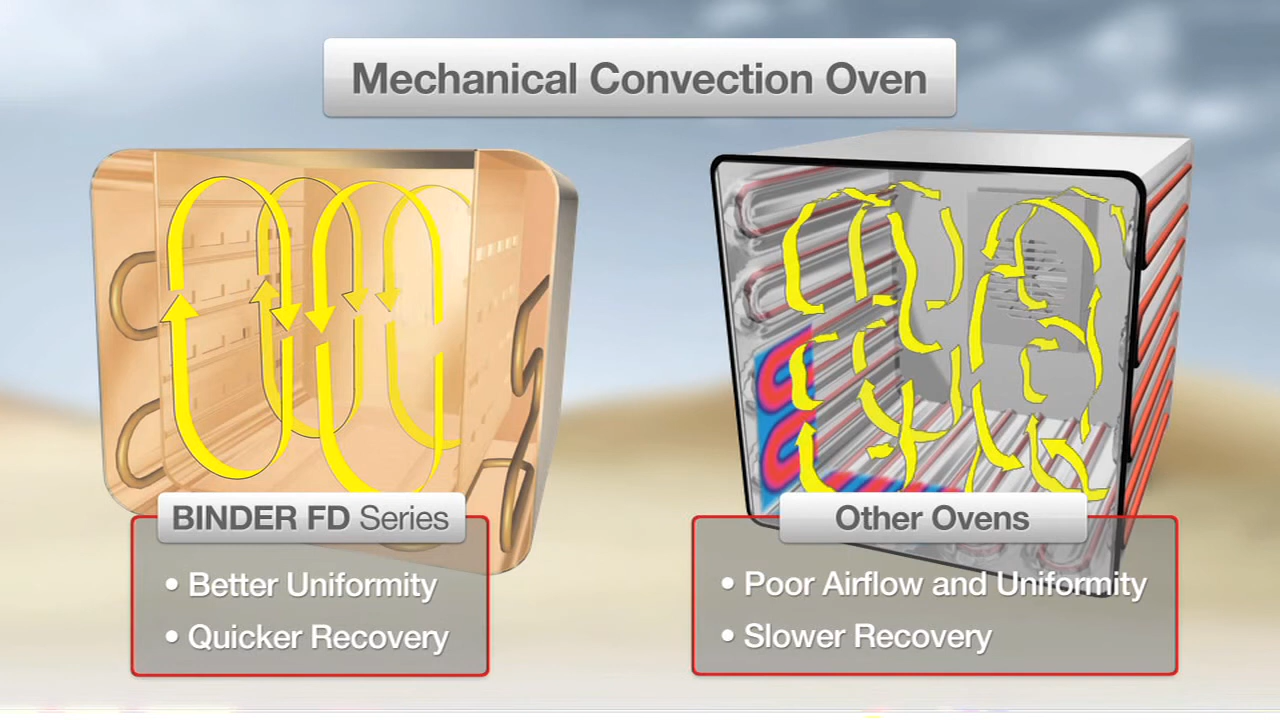 Mechanical Convection Oven
BINDER FD Series
• Better Uniformity
• Quicker Recovery
Other Ovens
• Poor Airflow and Uniformity
• Slower Recovery